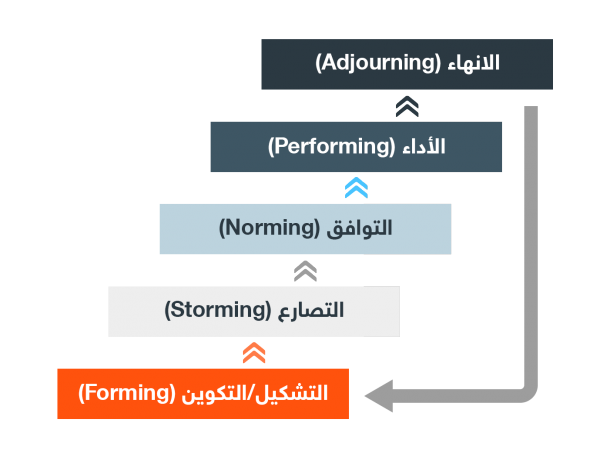 الانهاء (Adjourning)
الأداء (Performing)
التوافق (Norming)
التصارع (Storming)
التشكيل/التكوين (Forming)